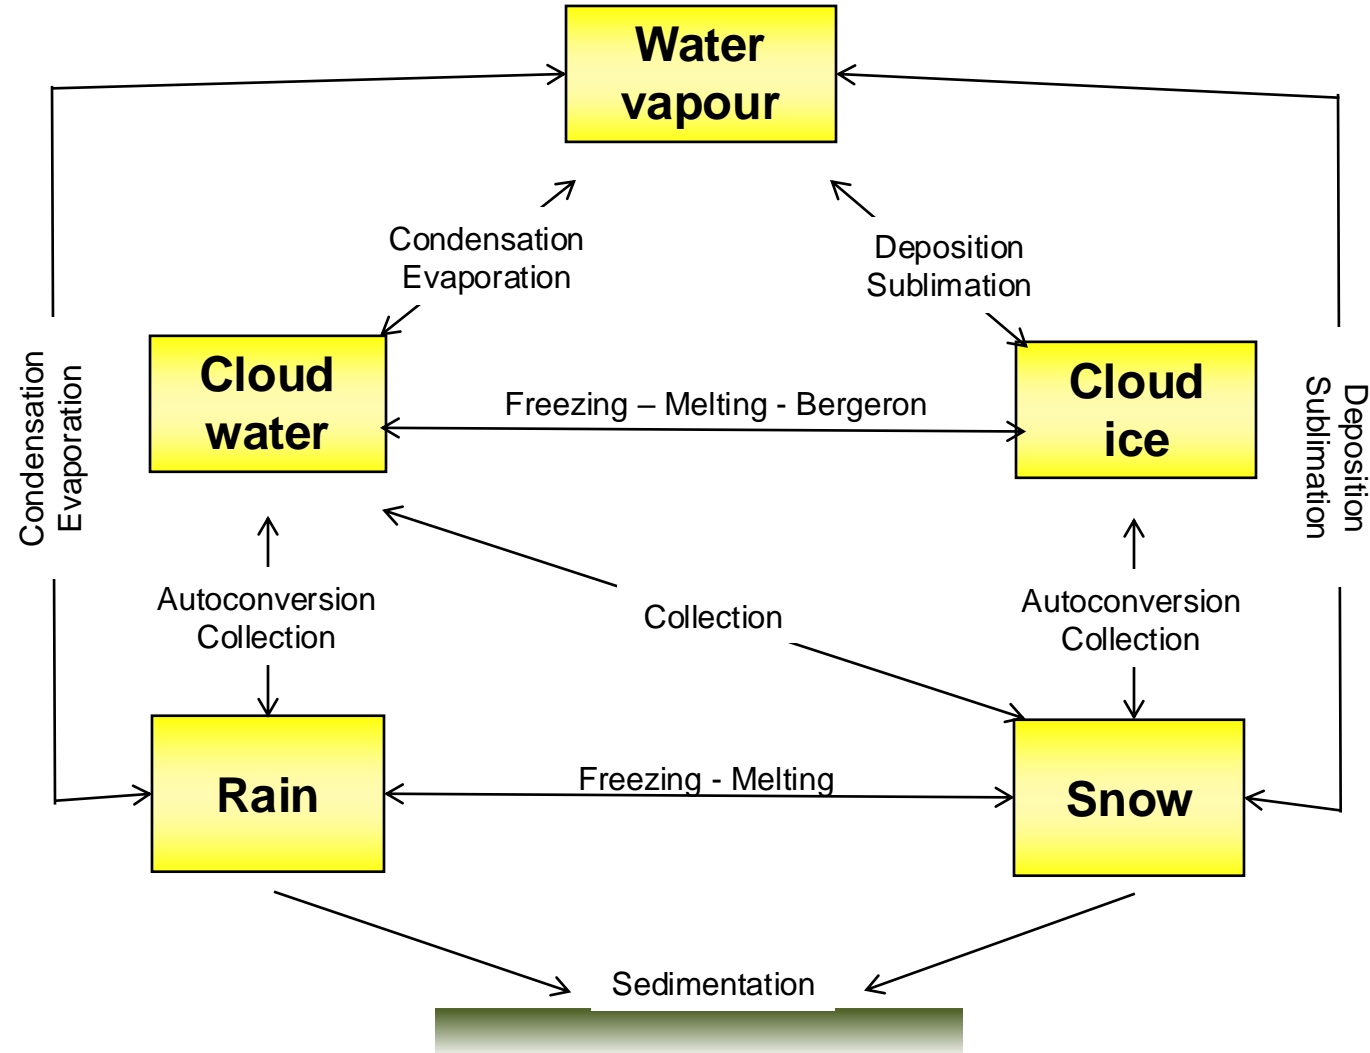 Water
vapour
Condensation
Evaporation
Deposition
Sublimation
Cloud
water
Freezing – Melting - Bergeron
Cloud
ice
Condensation
Evaporation
Deposition
Sublimation
Autoconversion
Collection
Collection
Autoconversion
Collection
Rain
Freezing - Melting
Snow
Sedimentation